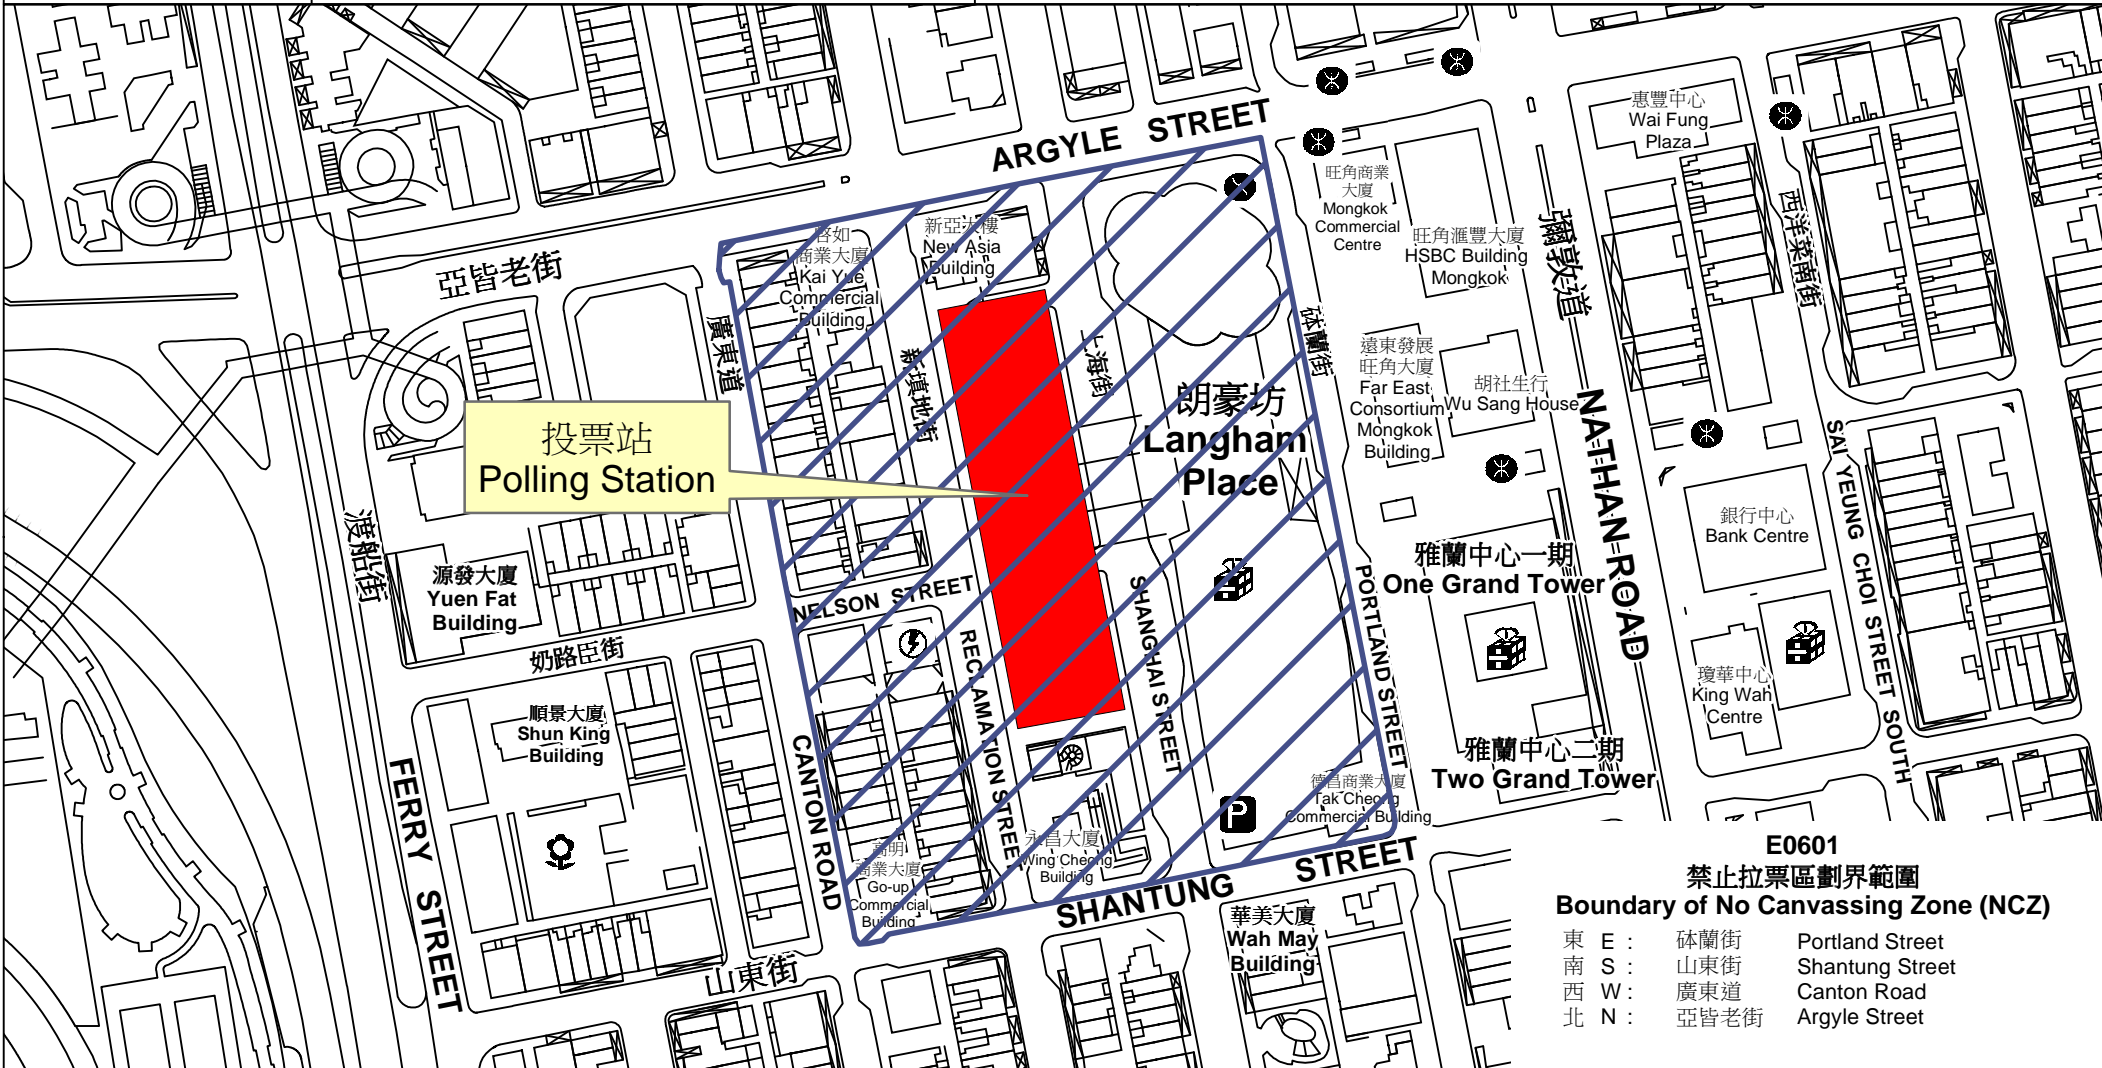 ARGYLE STREET
惠豐中心
Wai Fung
Plaza
旺角商業
大廈
Mongkok
Commercial
Centre
旺角滙豐大廈
HSBC Building
Mongkok
彌敦道
西洋菜南街
新亞大樓
New Asia
Building
啓如
商業大廈
Kai Yue
Commercial
Building
亞皆老街
廣東道
新填地街
上海街
砵蘭街
朗豪坊
Langham
Place
遠東發展
旺角大廈
Far East
Consortium
Mongkok
Building
胡社生行
Wu Sang House
NATHAN ROAD
投票站
Polling Station
渡船街
源發大廈
Yuen Fat
Building
NELSON STREET
奶路臣街
順景大廈
Shun King
Building
RECLAMATION STREET
SHANGHAI STREET
PORTLAND STREET
雅蘭中心一期
One Grand Tower
雅蘭中心二期
Two Grand Tower
銀行中心
Bank Centre
SAI YEUNG CHOI STREET SOUTH
瓊華中心
King Wah
Centre
FERRY STREET
CANTON ROAD
高明
商業大廈
Go-up
Commercial
Building
永昌大廈
Wing Cheong
Building
P
德昌商業大廈
Tak Cheong
Commercial Building
SHANTUNG STREET
山東街
華美大廈
Wah May
Building
E0601
禁止拉票區劃界範圍
Boundary of No Canvassing Zone (NCZ)
東 E : 砵蘭街 Portland Street
南 S : 山東街 Shantung Street
西 W : 廣東道 Canton Road
北 N : 亞皆老街 Argyle Street